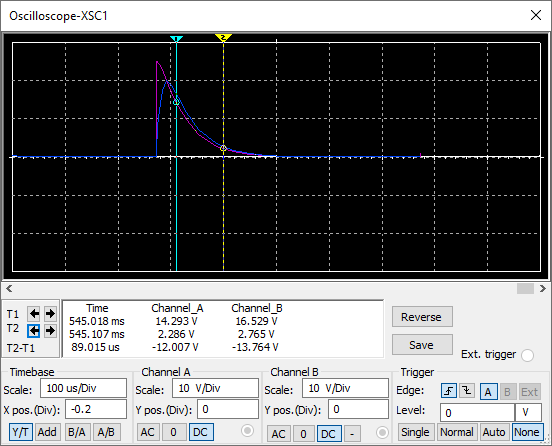 Oscilloscope-XSC1
1 2
T1
T2
T2-T1
Time Channel_A Channel_B
545.018 ms 14.293 V 16.529 V
545.107 ms 2.286 V 2.765 V
89.015 us -12.007 V -13.764 V
Reverse
Save
Ext. trigger
Timebase
Scale: 100 us/Div
X pos.(Div): -0.2
Y/T Add B/A A/B
Channel A
Scale: 10 V/Div
Y pos.(Div): 0
AC 0 DC
Channel B
Scale: 10 V/Div
Y pos.(Div): 0
AC 0 DC -
Trigger
Edge: A B Ext
Level: 0 V
Single Normal Auto None